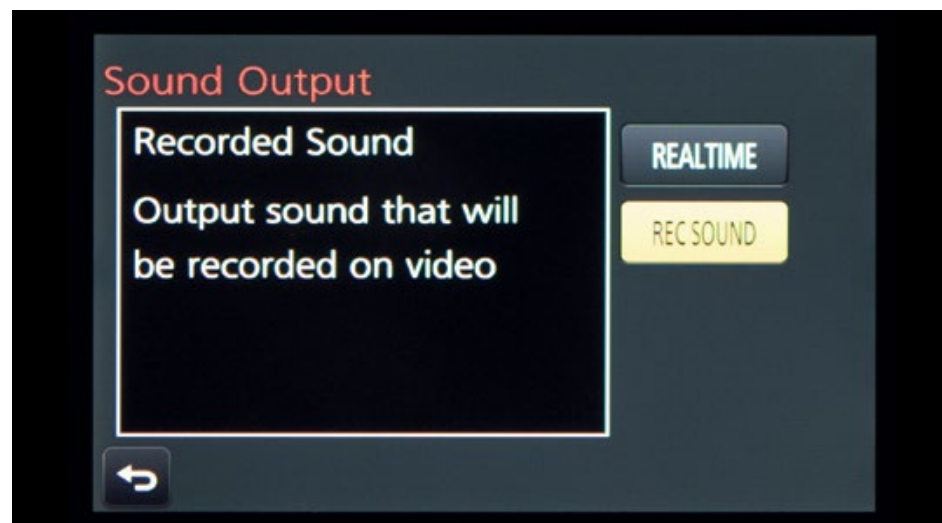 Sound Output
Recorded Sound
Output sound that will
be recorded on video
REALTIME
REC SOUND